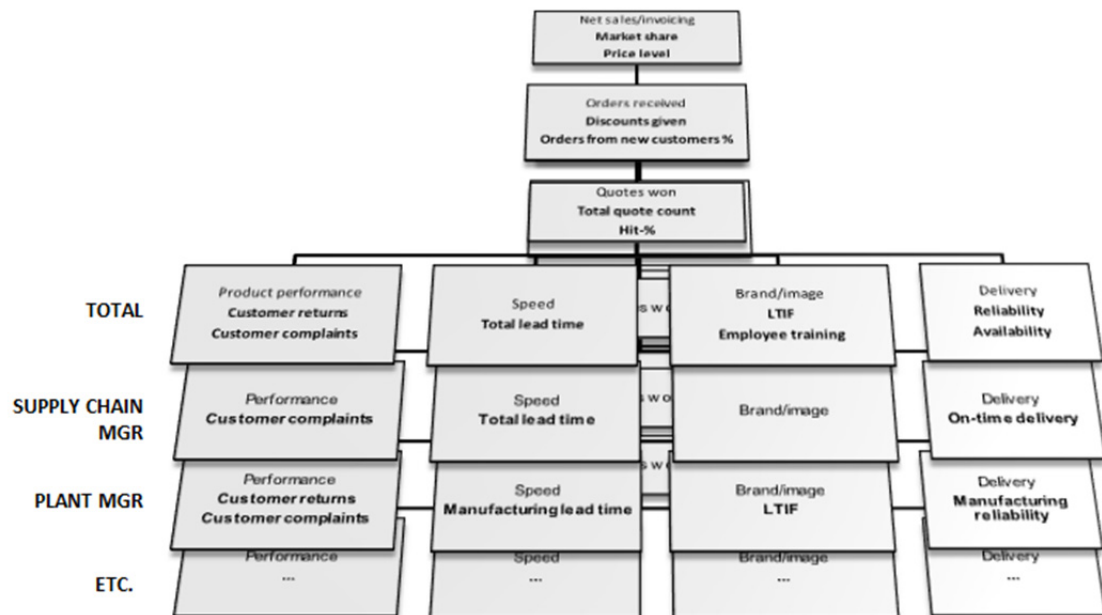 Net sales/invoicing
Market share
Price level
Orders received
Discounts given
Orders from new customers %
Quotes won
Total quote count
Hit-%
TOTAL
Product performance
Customer returns
Customer complaints
Speed
Total lead time
Brand/image
LTIF
Employee training
Delivery
Reliability
Availability
SUPPLY CHAIN
MGR
Performance
Customer complaints
Speed
Total lead time
Brand/image
Delivery
On-time delivery
PLANT MGR
Performance
Customer returns
Customer complaints
Speed
Manufacturing lead time
Brand/image
LTIF
Delivery
Manufacturing
reliability
ETC.
Performance
...
Speed
...
Brand/image
...
Delivery
...